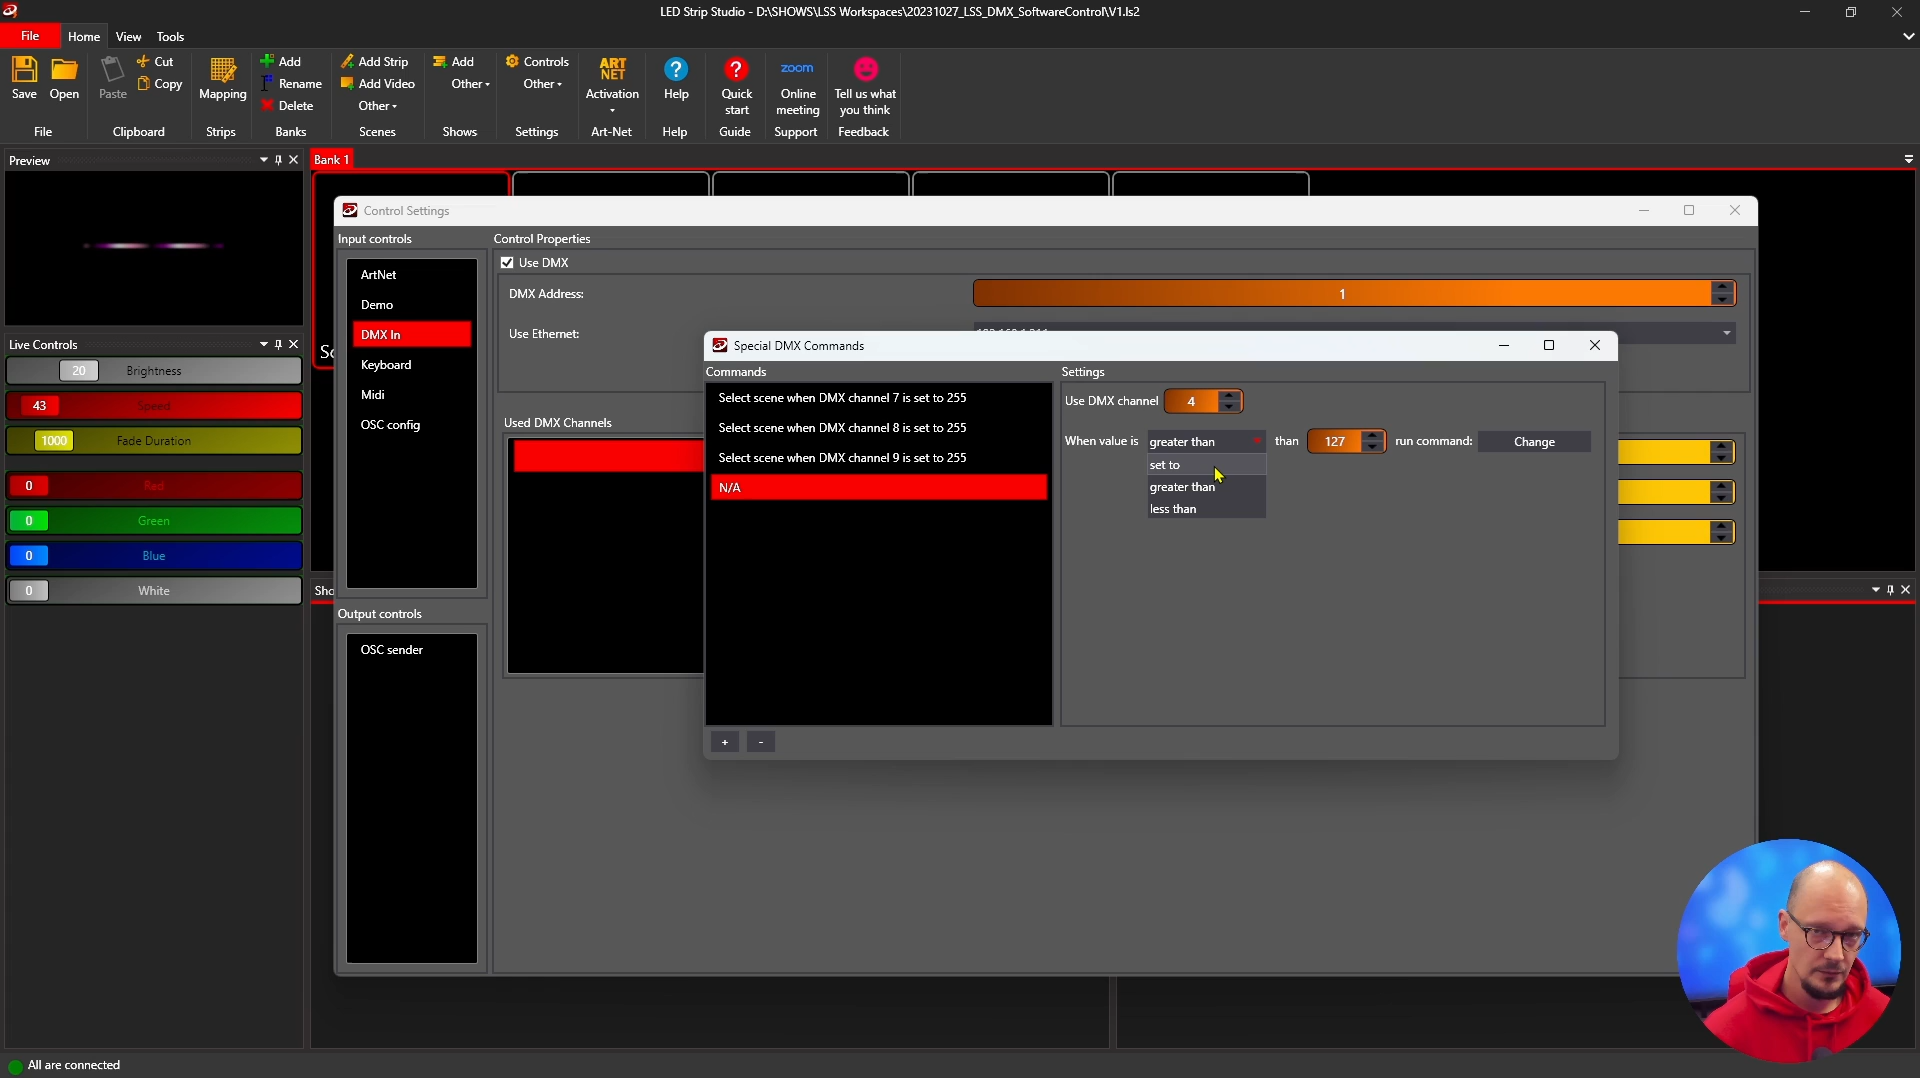 LED Strip Studio - D:\SHOWS\LSS Workspaces\20231027_LSS_DMX_SoftwareControl\V1.ls2
File
Home
View
Tools
Save
Open
File
Paste
Cut
Copy
Clipboard
Mapping
Strips
Add
Rename
Delete
Banks
Add Strip
Add Video
Other
Scenes
Add
Other
Shows
Controls
Other
Settings
ART
NET
Activation
Art-Net
Help
Help
Quick
start
Guide
zoom
Online
meeting
Support
Tell us what
you think
Feedback
Preview
Bank 1
Live Controls
20 Brightness
43 Speed
1000 Fade Duration
0 Red
0 Green
0 Blue
0 White
Sc
Sho
Control Settings
Input controls
ArtNet
Demo
DMX In
Keyboard
Midi
OSC config
Output controls
OSC sender
Control Properties
Use DMX
DMX Address:
1
Use Ethernet:
Used DMX Channels
Special DMX Commands
Commands
Select scene when DMX channel 7 is set to 255
Select scene when DMX channel 8 is set to 255
Select scene when DMX channel 9 is set to 255
N/A
+
-
Settings
Use DMX channel 4
When value is greater than than 127 run command: Change
set to
greater than
less than
All are connected